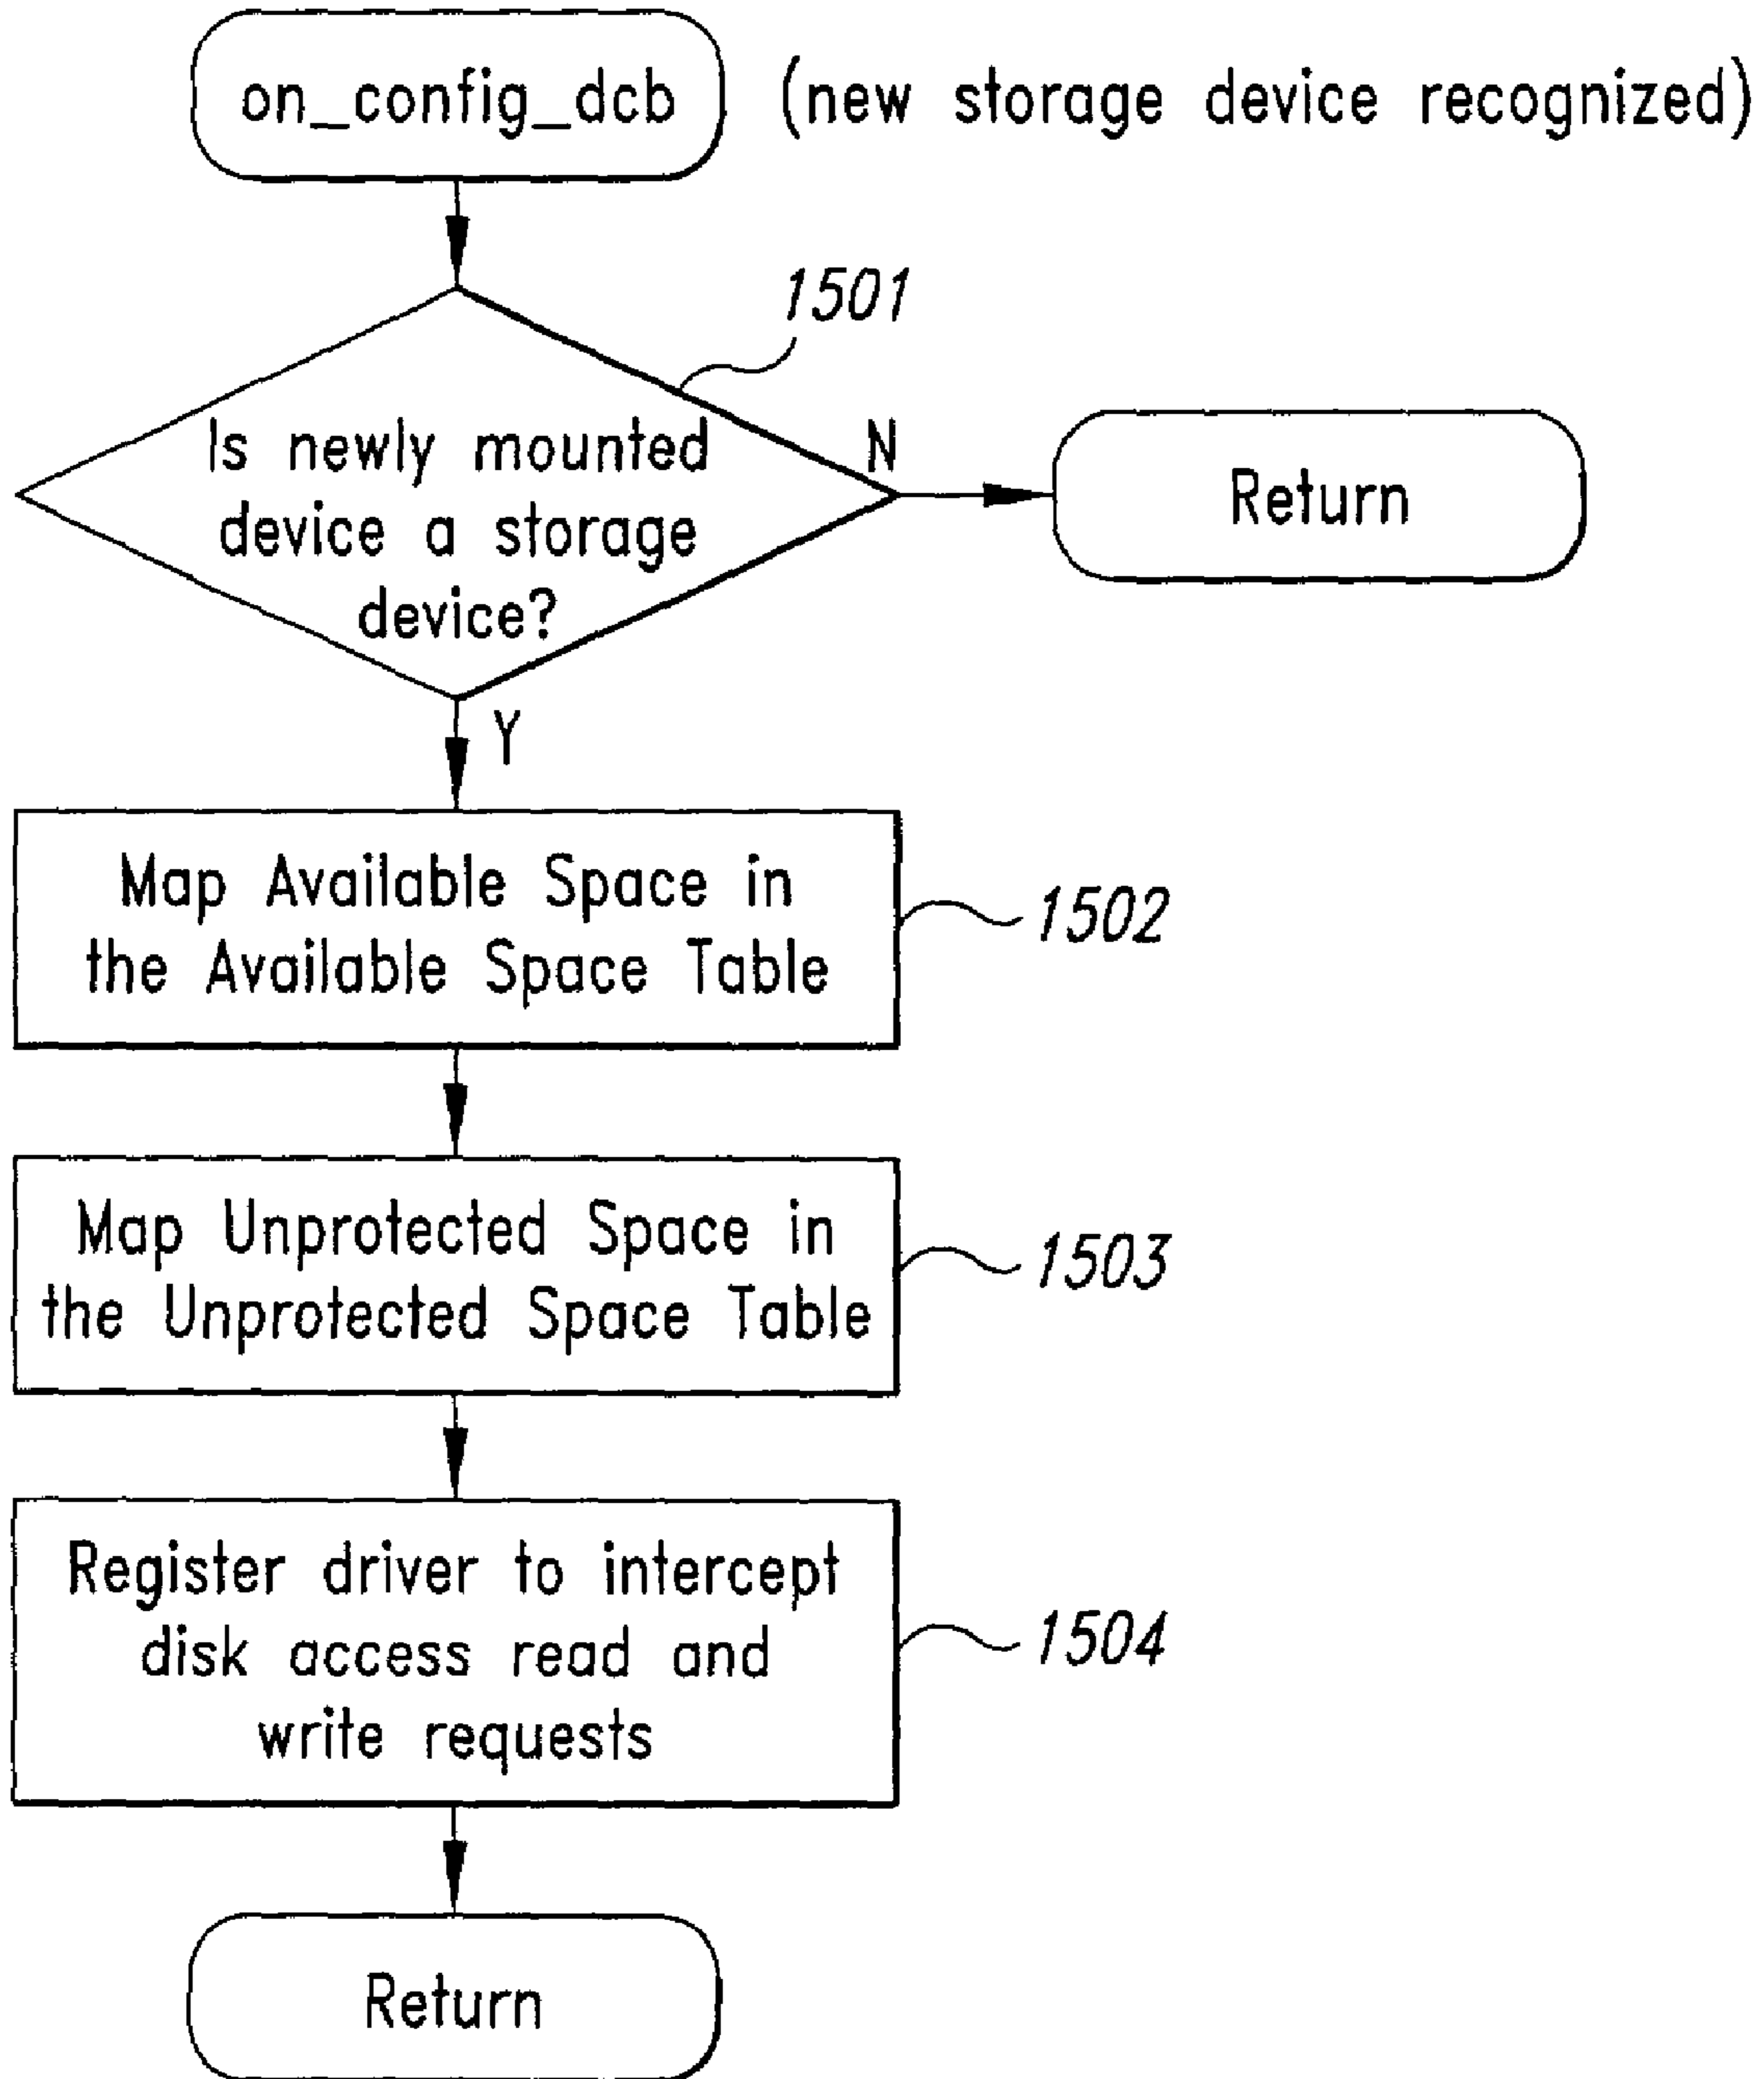 on_config_dcb (new storage device recognized)
1501
Is newly mounted
device a storage
device?
N
Return
Y
Map Available Space in
the Available Space Table
1502
Map Unprotected Space in
the Unprotected Space Table
1503
Register driver to intercept
disk access read and
write requests
1504
Return